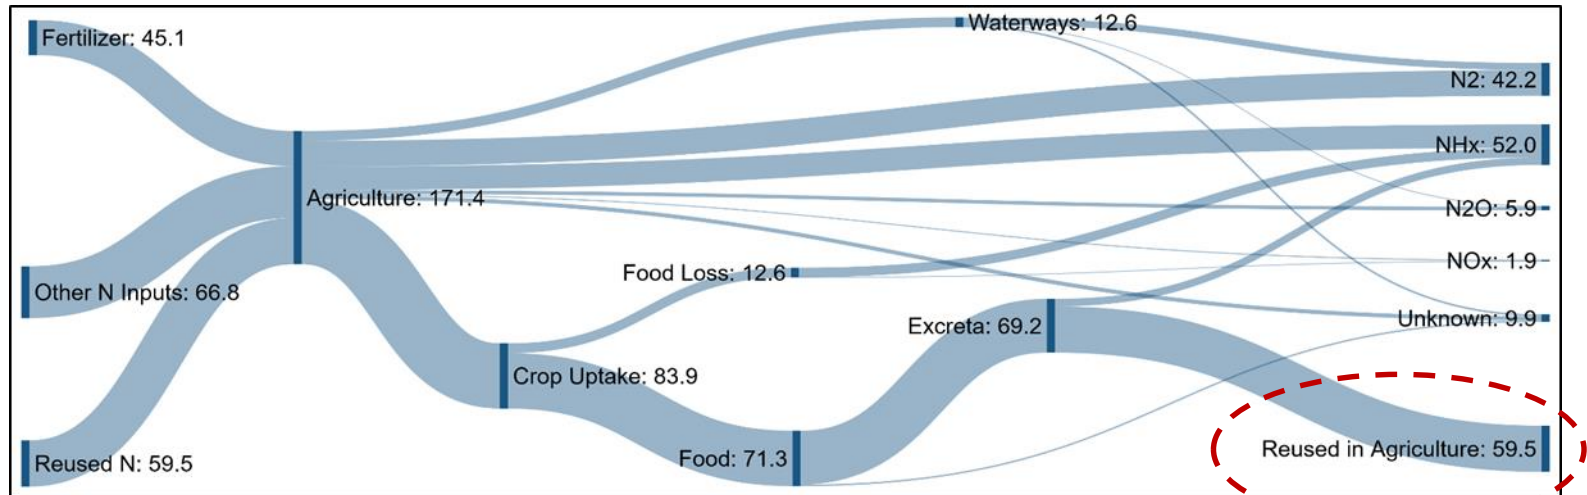 Waterways: 12.6
Fertilizer: 45.1
N2: 42.2
NHx: 52.0
Agriculture: 171.4
N2O: 5.9
NOx: 1.9
Food Loss: 12.6
Other N Inputs: 66.8
Unknown: 9.9
Excreta: 69.2
Crop Uptake: 83.9
Reused in Agriculture: 59.5
Food: 71.3
Reused N: 59.5